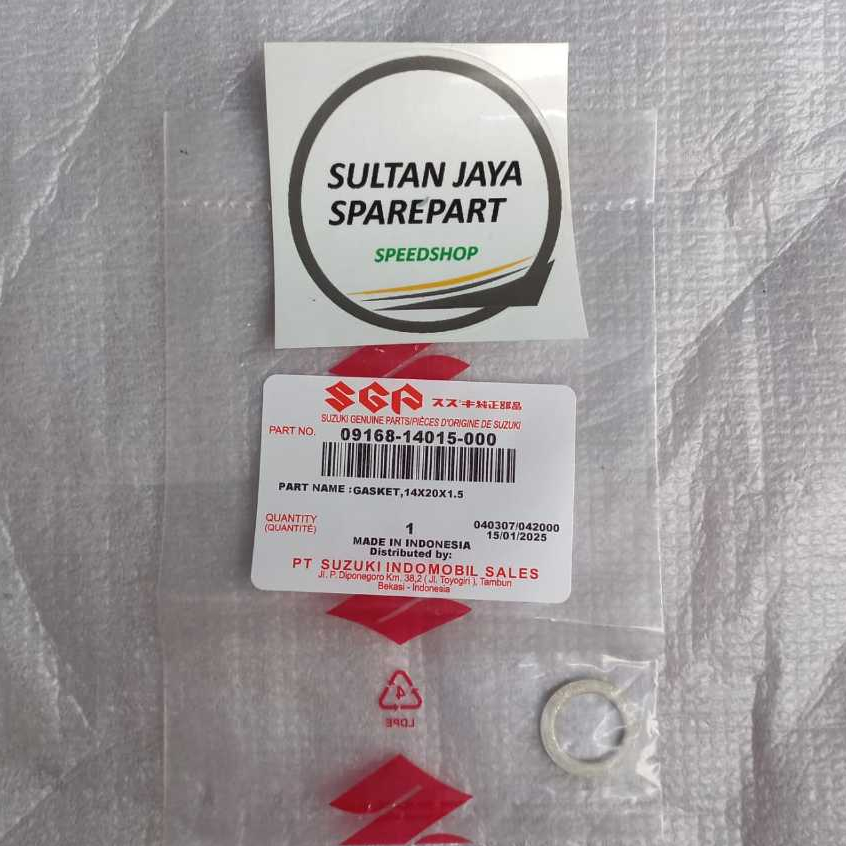 SULTAN JAYA
SPAREPART
SPEEDSHOP
SGP スズキ純正部品
SUZUKI GENUINE PARTS/PIÈCES D'ORIGINE DE SUZUKI
PART NO. 09168-14015-000
PART NAME :GASKET,14X20X1.5
QUANTITY 1 040307/042000
(QUANTITÉ) 15/01/2025
MADE IN INDONESIA
Distributed by:
PT SUZUKI INDOMOBIL SALES
Jl. P. Diponegoro Km. 38,2 ( Jl. Toyogiri ), Tambun
Bekasi - Indonesia
4
LDPE